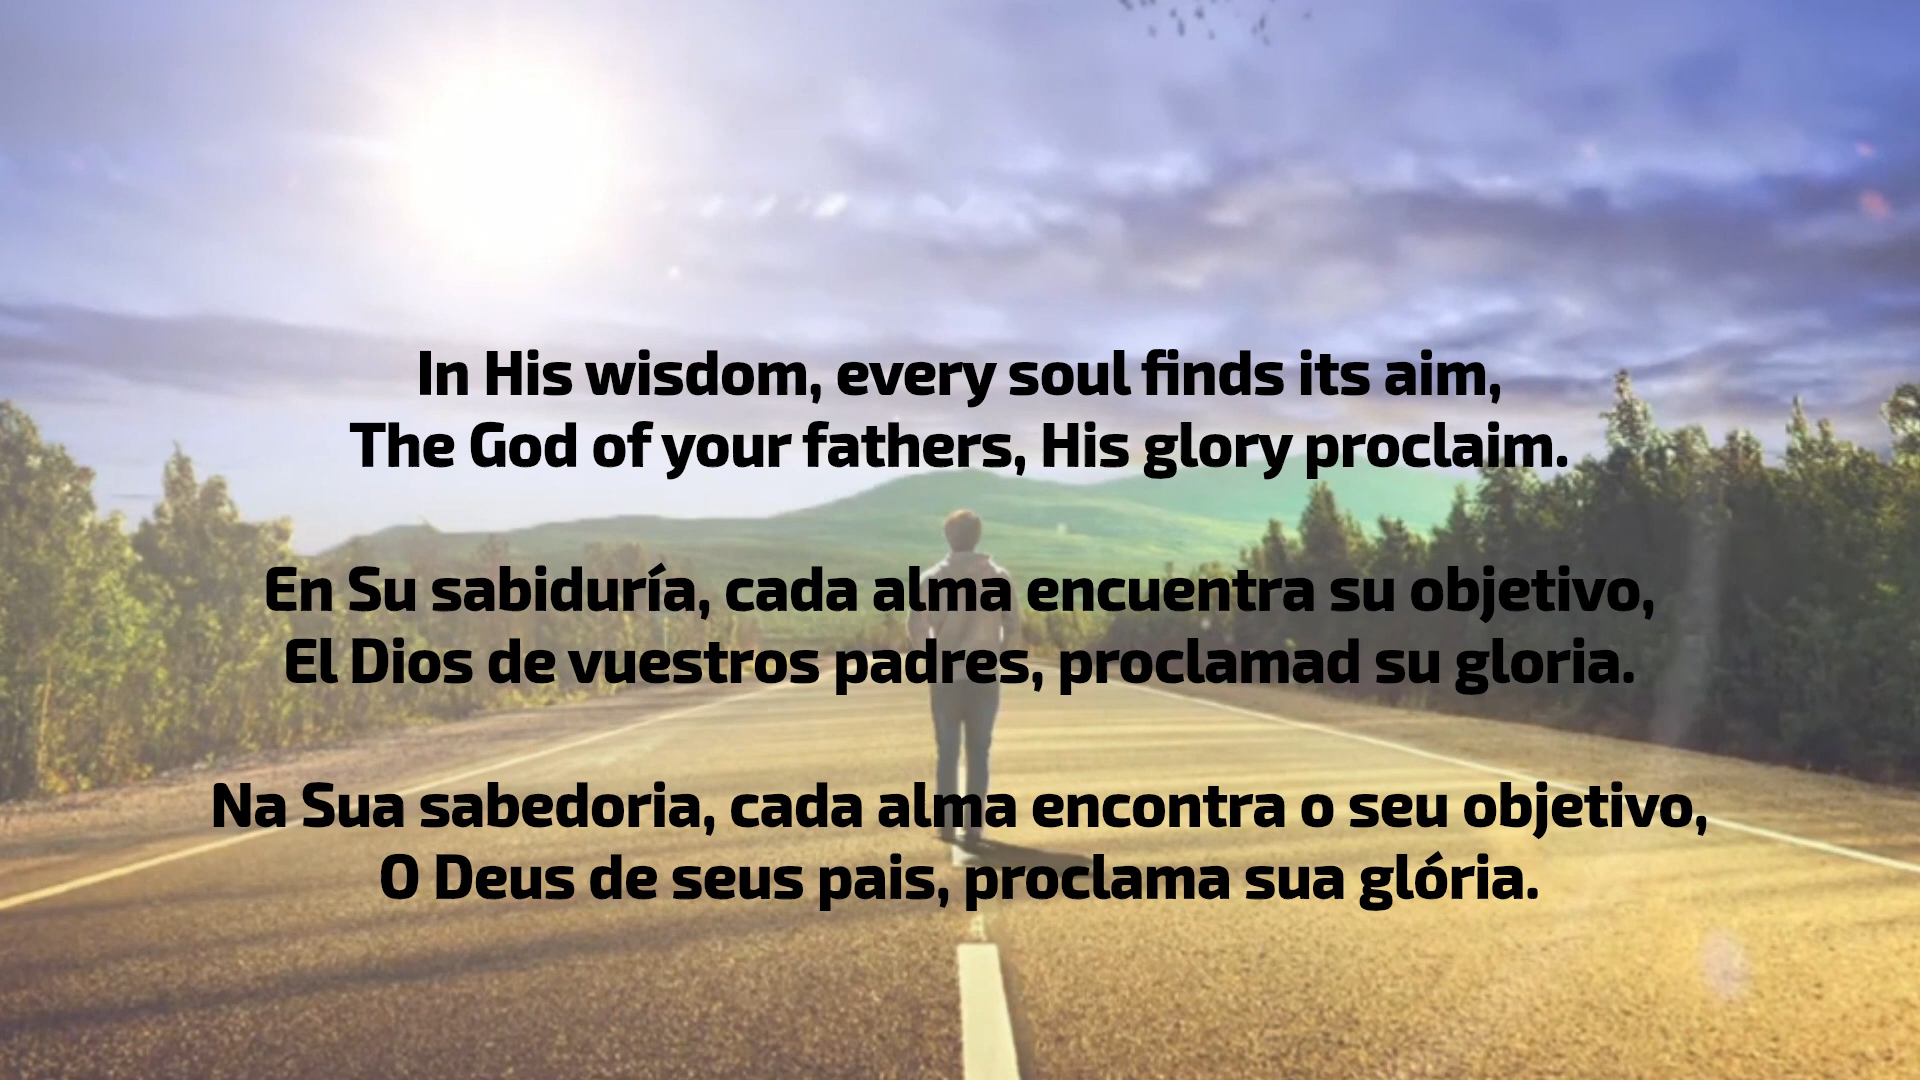 In His wisdom, every soul finds its aim,
The God of your fathers, His glory proclaim.
En Su sabiduría, cada alma encuentra su objetivo,
El Dios de vuestros padres, proclamad su gloria.
Na Sua sabedoria, cada alma encontra o seu objetivo,
O Deus de seus pais, proclama sua glória.